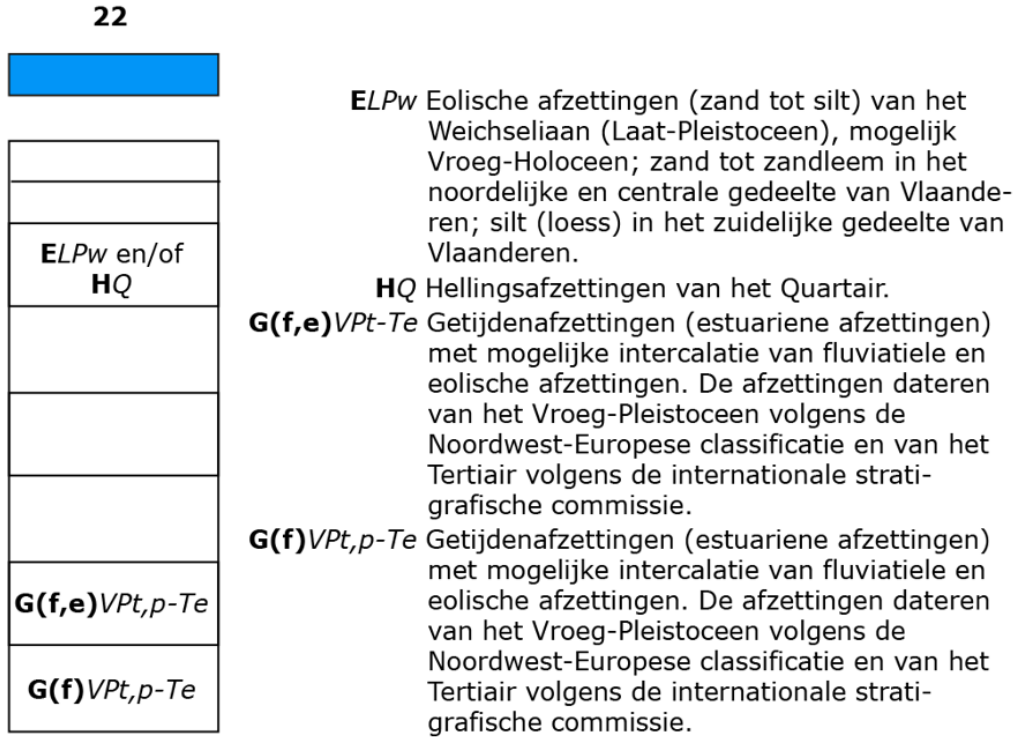 22
ELPw en/of
HQ
G(f,e)VPt,p-Te
G(f)VPt,p-Te
ELPw Eolische afzettingen (zand tot silt) van het
Weichseliaan (Laat-Pleistoceen), mogelijk
Vroeg-Holoceen; zand tot zandleem in het
noordelijke en centrale gedeelte van Vlaande-
ren; silt (loess) in het zuidelijke gedeelte van
Vlaanderen.
HQ Hellingsafzettingen van het Quartair.
G(f,e)VPt-Te Getijdenafzettingen (estuariene afzettingen)
met mogelijke intercalatie van fluviatiele en
eolische afzettingen. De afzettingen dateren
van het Vroeg-Pleistoceen volgens de
Noordwest-Europese classificatie en van het
Tertiair volgens de internationale strati-
grafische commissie.
G(f)VPt,p-Te Getijdenafzettingen (estuariene afzettingen)
met mogelijke intercalatie van fluviatiele en
eolische afzettingen. De afzettingen dateren
van het Vroeg-Pleistoceen volgens de
Noordwest-Europese classificatie en van het
Tertiair volgens de internationale strati-
grafische commissie.